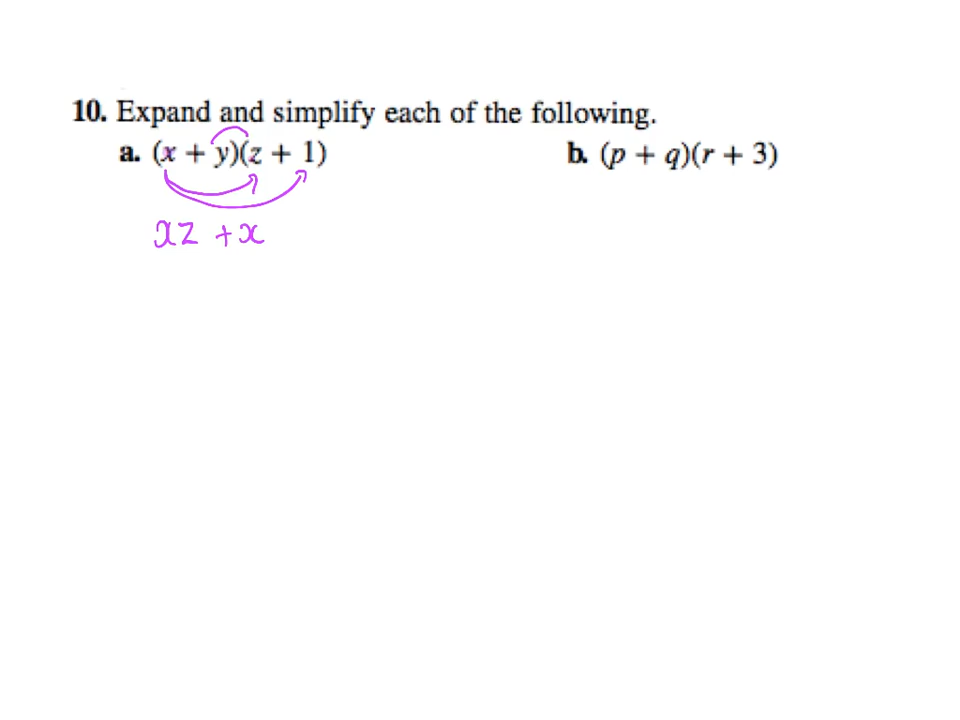 10. Expand and simplify each of the following.
a. (x + y)(z + 1) b. (p + q)(r + 3)
xz + x